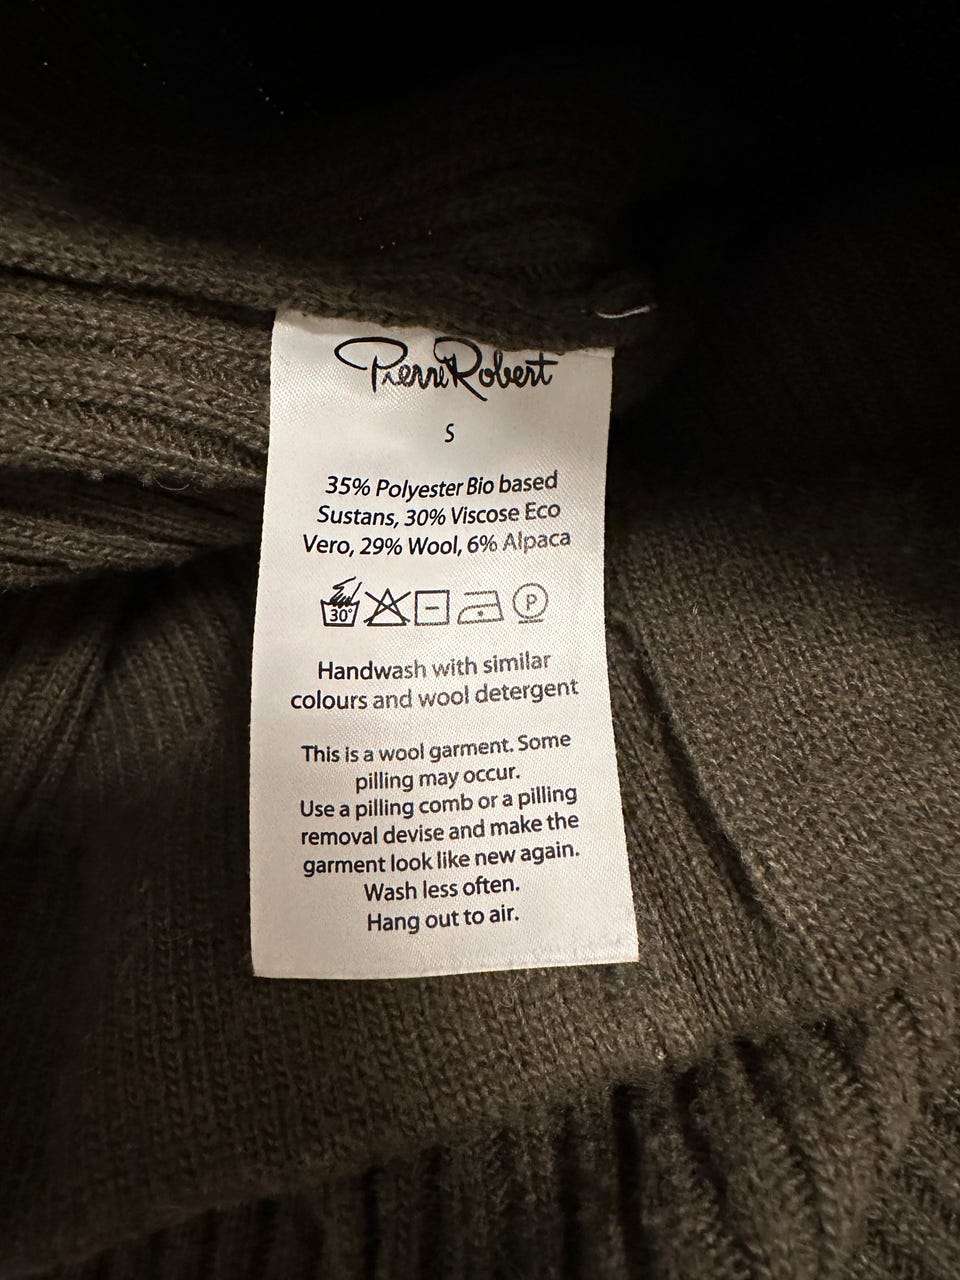 Pierre Robert
S
35% Polyester Bio based
Sustans, 30% Viscose Eco
Vero, 29% Wool, 6% Alpaca
30° P
Handwash with similar
colours and wool detergent
This is a wool garment. Some
pilling may occur.
Use a pilling comb or a pilling
removal devise and make the
garment look like new again.
Wash less often.
Hang out to air.